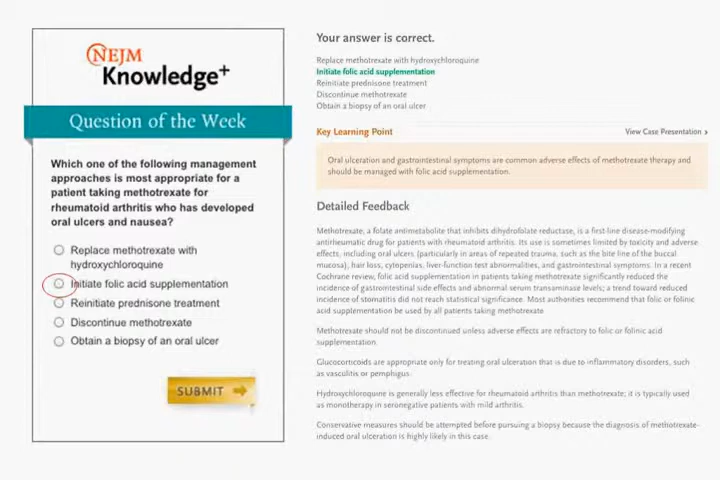 NEJM
Knowledge+
Question of the Week
Which one of the following management
approaches is most appropriate for a
patient taking methotrexate for
rheumatoid arthritis who has developed
oral ulcers and nausea?
Replace methotrexate with
hydroxychloroquine
Initiate folic acid supplementation
Reinitiate prednisone treatment
Discontinue methotrexate
Obtain a biopsy of an oral ulcer
SUBMIT
Your answer is correct.
Replace methotrexate with hydroxychloroquine
Initiate folic acid supplementation
Reinitiate prednisone treatment
Discontinue methotrexate
Obtain a biopsy of an oral ulcer
Key Learning Point
View Case Presentation
Oral ulceration and gastrointestinal symptoms are common adverse effects of methotrexate therapy and
should be managed with folic acid supplementation.
Detailed Feedback
Methotrexate, a folate antimetabolite that inhibits dihydrofolate reductase, is a first-line disease-modifying
antirheumatic drug for patients with rheumatoid arthritis. Its use is sometimes limited by toxicity and adverse
effects, including oral ulcers (particularly in areas of repeated trauma, such as the bite line of the buccal
mucosa), hair loss, cytopenias, liver-function test abnormalities, and gastrointestinal symptoms. In a recent
Cochrane review, folic acid supplementation in patients taking methotrexate significantly reduced the
incidence of gastrointestinal side effects and abnormal serum transaminase levels; a trend toward reduced
incidence of stomatitis did not reach statistical significance. Most authorities recommend that folic or folinic
acid supplementation be used by all patients taking methotrexate
Methotrexate should not be discontinued unless adverse effects are refractory to folic or folinic acid
supplementation.
Glucocorticoids are appropriate only for treating oral ulceration that is due to inflammatory disorders, such
as vasculitis or pemphigus.
Hydroxychloroquine is generally less effective for rheumatoid arthritis than methotrexate; it is typically used
as monotherapy in seronegative patients with mild arthritis.
Conservative measures should be attempted before pursuing a biopsy because the diagnosis of methotrexate-
induced oral ulceration is highly likely in this case.